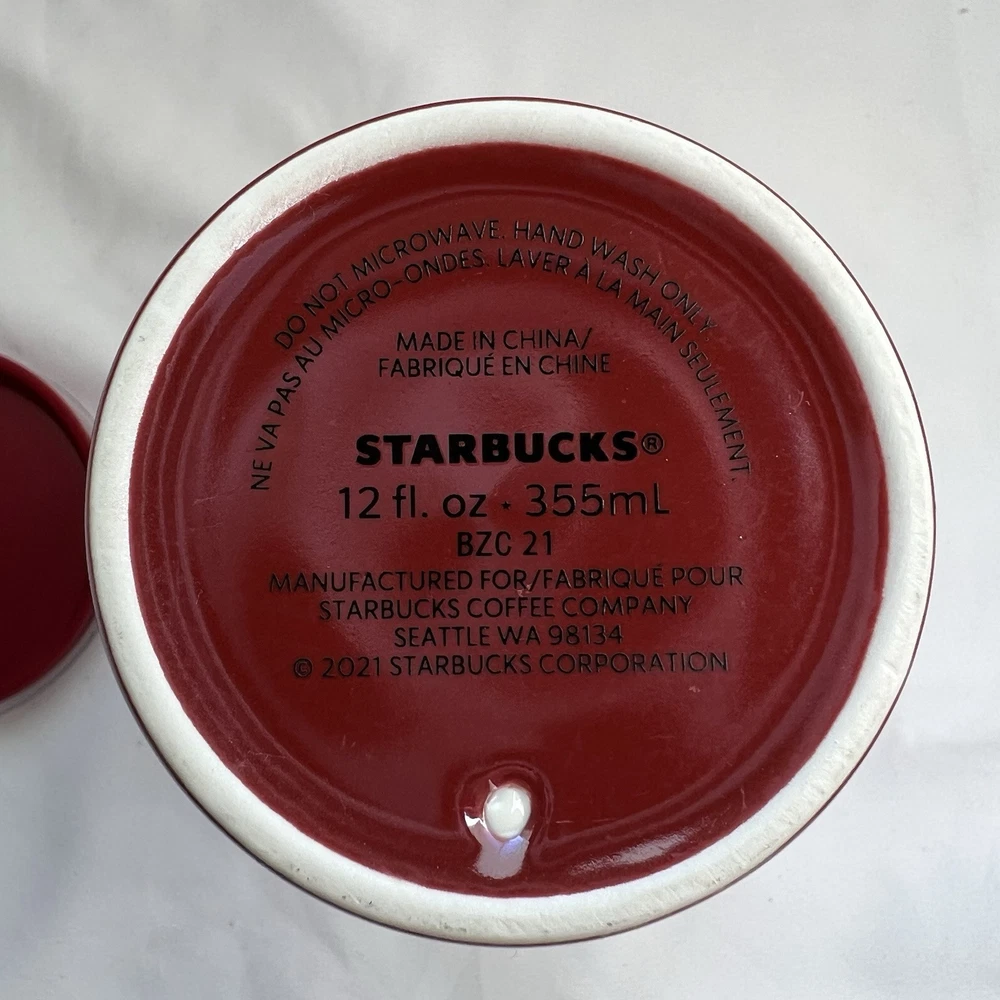 DO NOT MICROWAVE. HAND WASH ONLY.
NE VA PAS AU MICRO-ONDES. LAVER À LA MAIN SEULEMENT.
MADE IN CHINA/
FABRIQUÉ EN CHINE
STARBUCKS®
12 fl. oz ⋆ 355mL
BZC 21
MANUFACTURED FOR/FABRIQUÉ POUR
STARBUCKS COFFEE COMPANY
SEATTLE WA 98134
© 2021 STARBUCKS CORPORATION